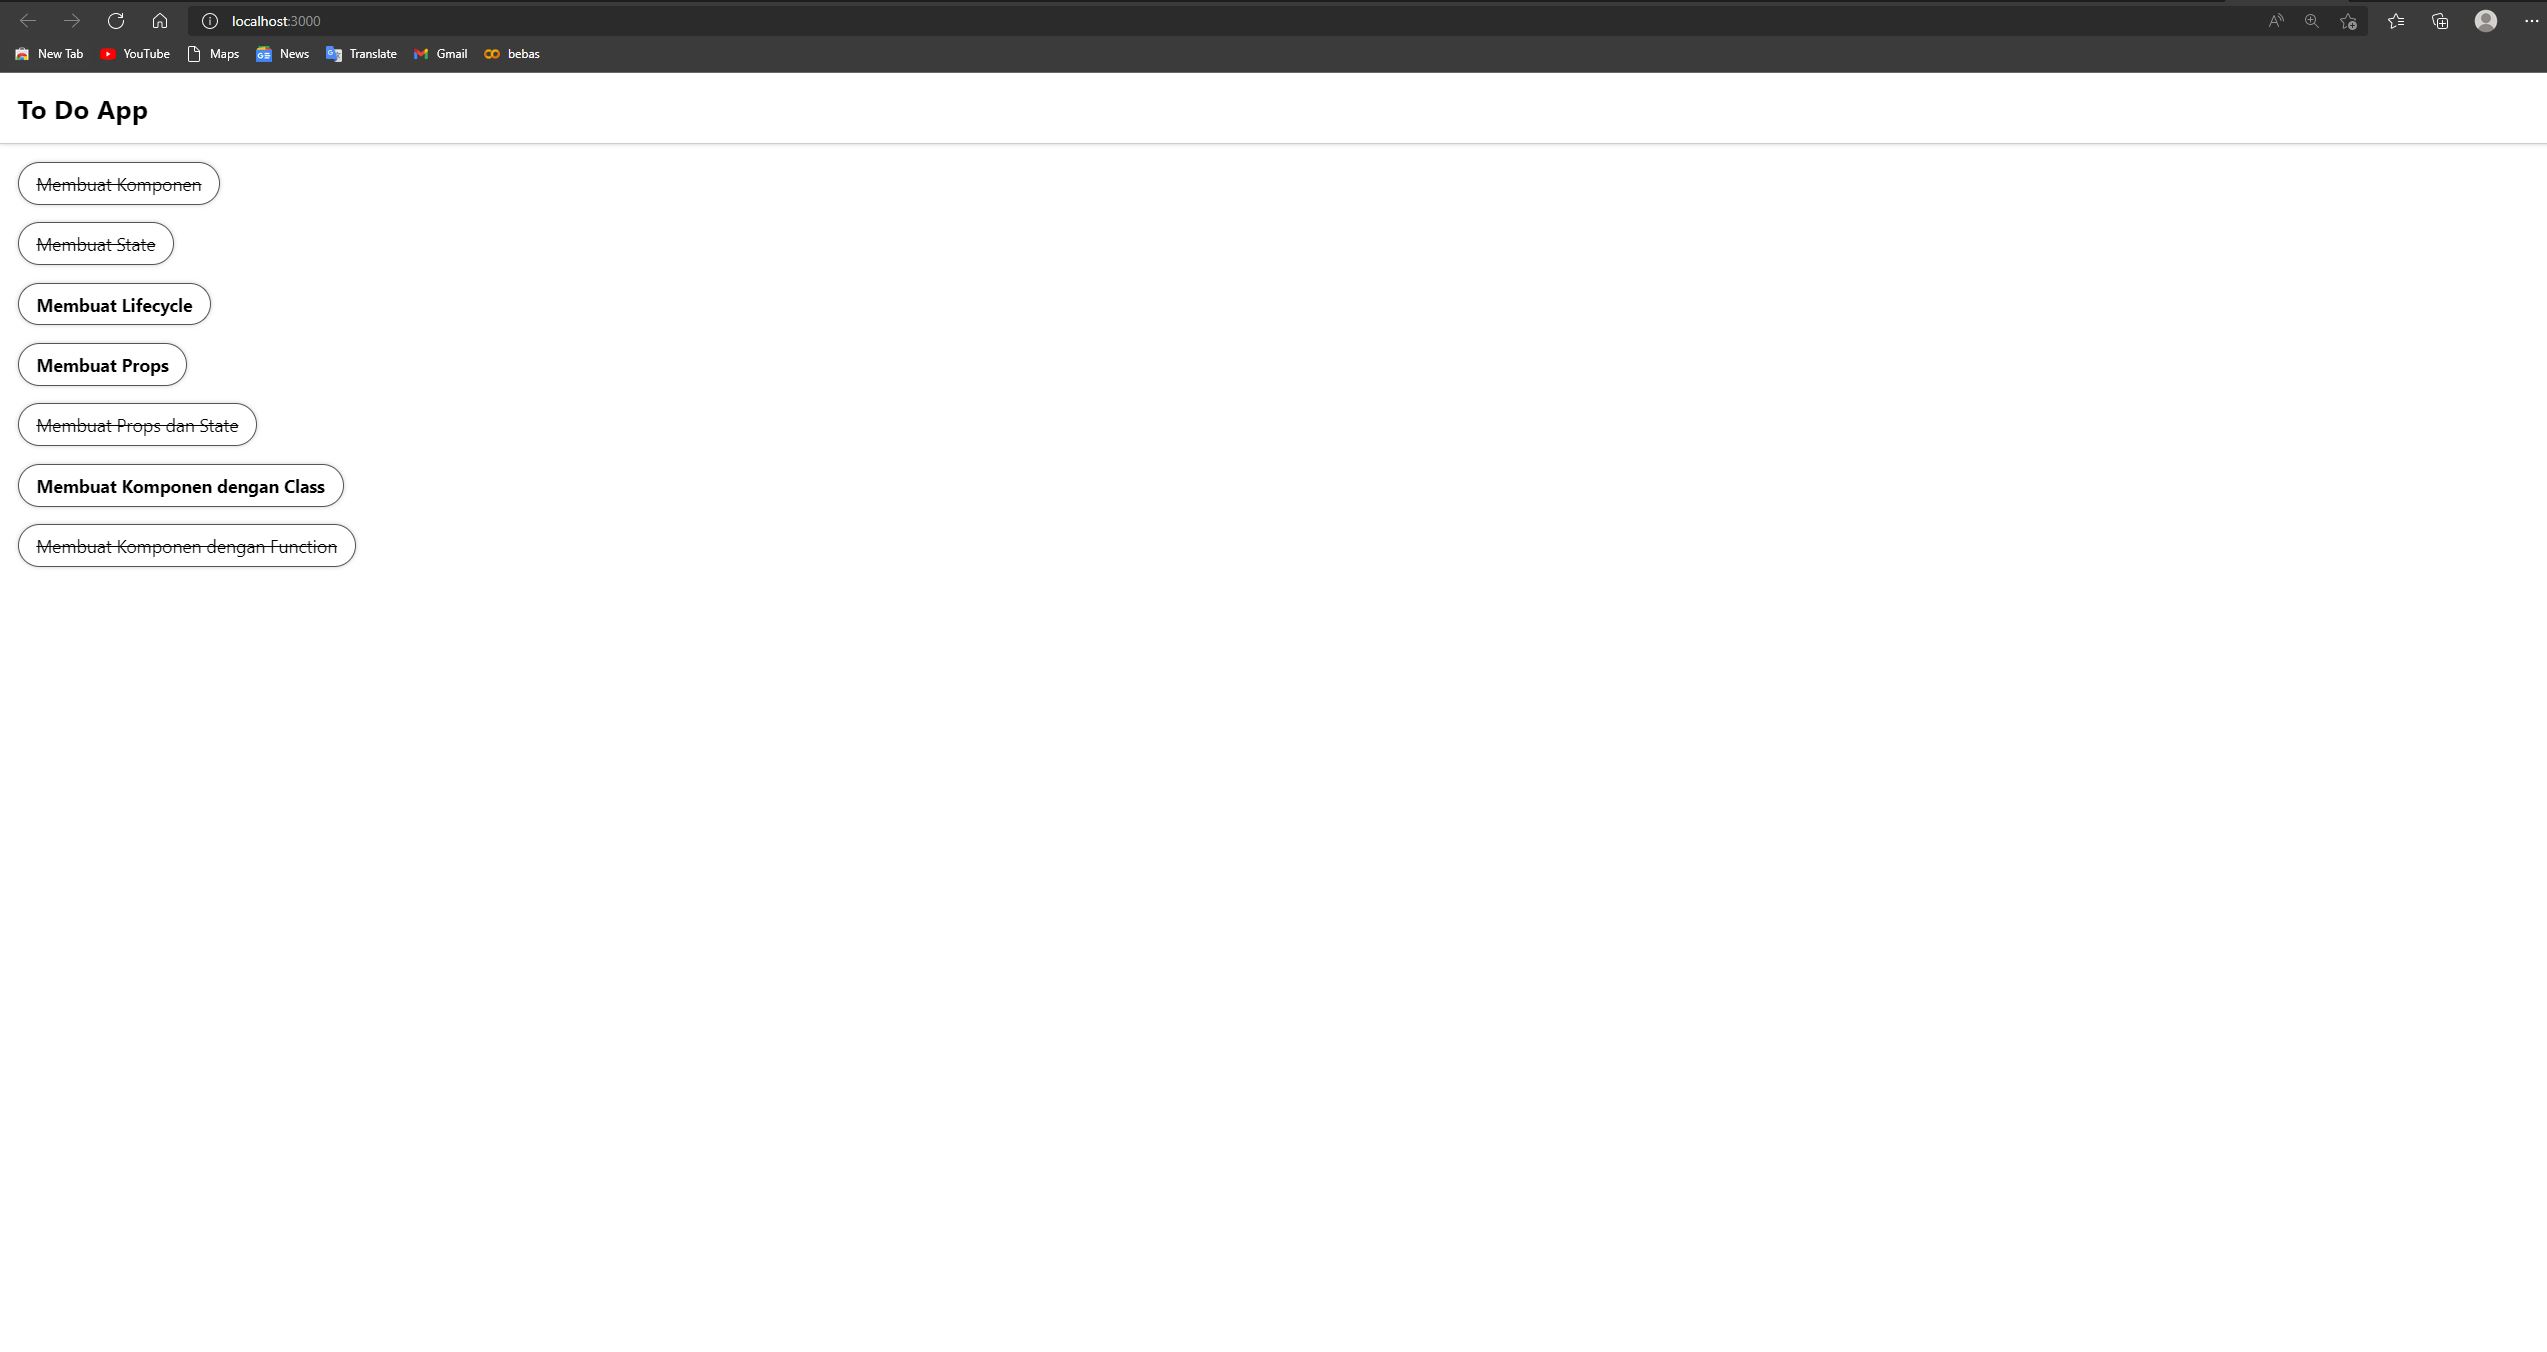 localhost:3000
New Tab YouTube Maps News Translate Gmail bebas
To Do App
Membuat Komponen
Membuat State
Membuat Lifecycle
Membuat Props
Membuat Props dan State
Membuat Komponen dengan Class
Membuat Komponen dengan Function